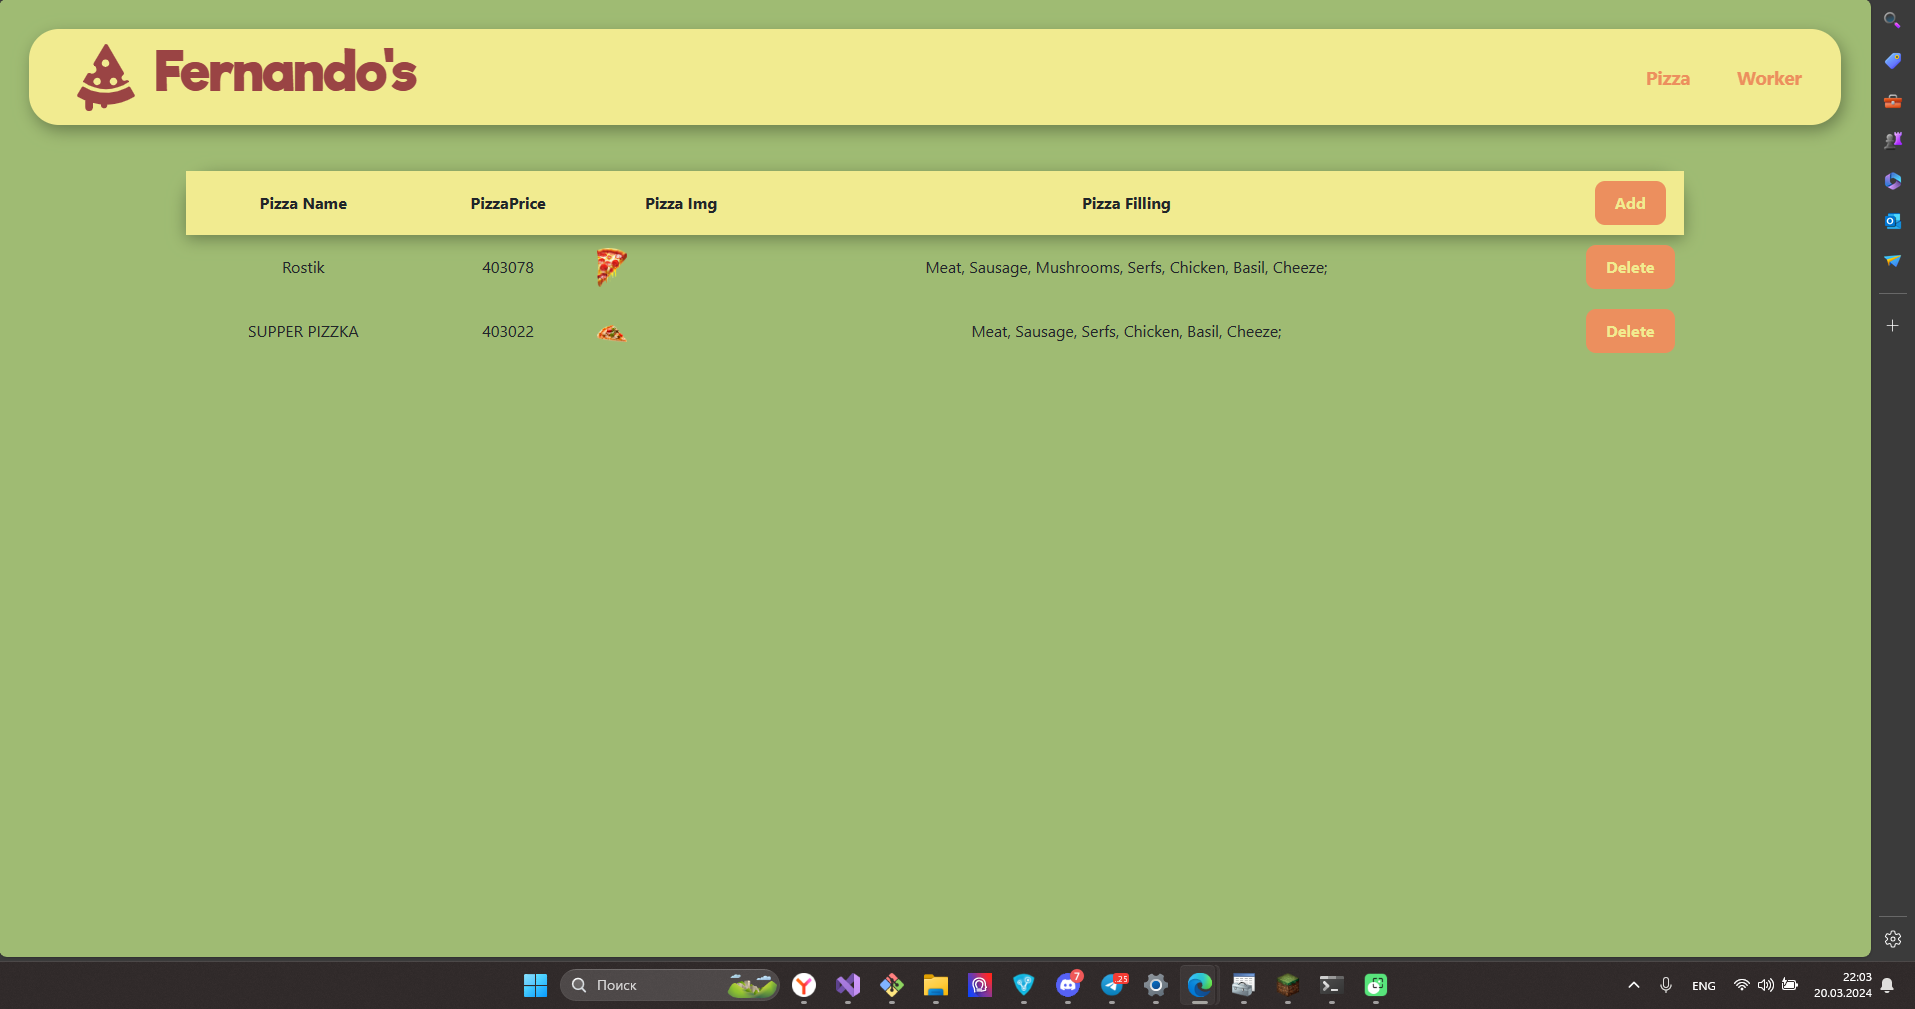 Fernando's
Pizza Worker
Pizza Name PizzaPrice Pizza Img Pizza Filling Add
Rostik 403078 Meat, Sausage, Mushrooms, Serfs, Chicken, Basil, Cheeze; Delete
SUPPER PIZZKA 403022 Meat, Sausage, Serfs, Chicken, Basil, Cheeze; Delete
Поиск 7 25 ENG 22:03
20.03.2024